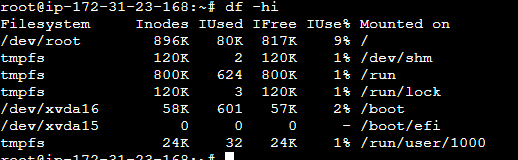 root@ip-172-31-23-168:~# df -hi
Filesystem Inodes IUsed IFree IUse% Mounted on
/dev/root 896K 80K 817K 9% /
tmpfs 120K 2 120K 1% /dev/shm
tmpfs 800K 624 800K 1% /run
tmpfs 120K 3 120K 1% /run/lock
/dev/xvda16 58K 601 57K 2% /boot
/dev/xvda15 0 0 0 - /boot/efi
tmpfs 24K 32 24K 1% /run/user/1000
root@ip-172-31-23-168:~#